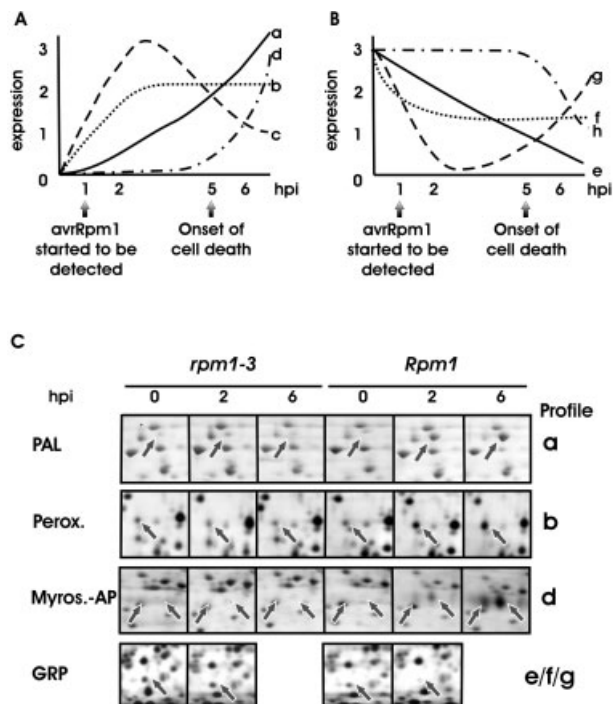 A
expression
3
2
1
0
a
d
b
c
1 2 5 6 hpi
avrRpm1
started to be
detected
Onset of
cell death
B
expression
3
2
1
0
g
f
h
e
1 2 5 6 hpi
avrRpm1
started to be
detected
Onset of
cell death
C
rpm1-3 Rpm1
hpi 0 2 6 0 2 6 Profile
PAL a
Perox. b
Myros.-AP d
GRP e/f/g